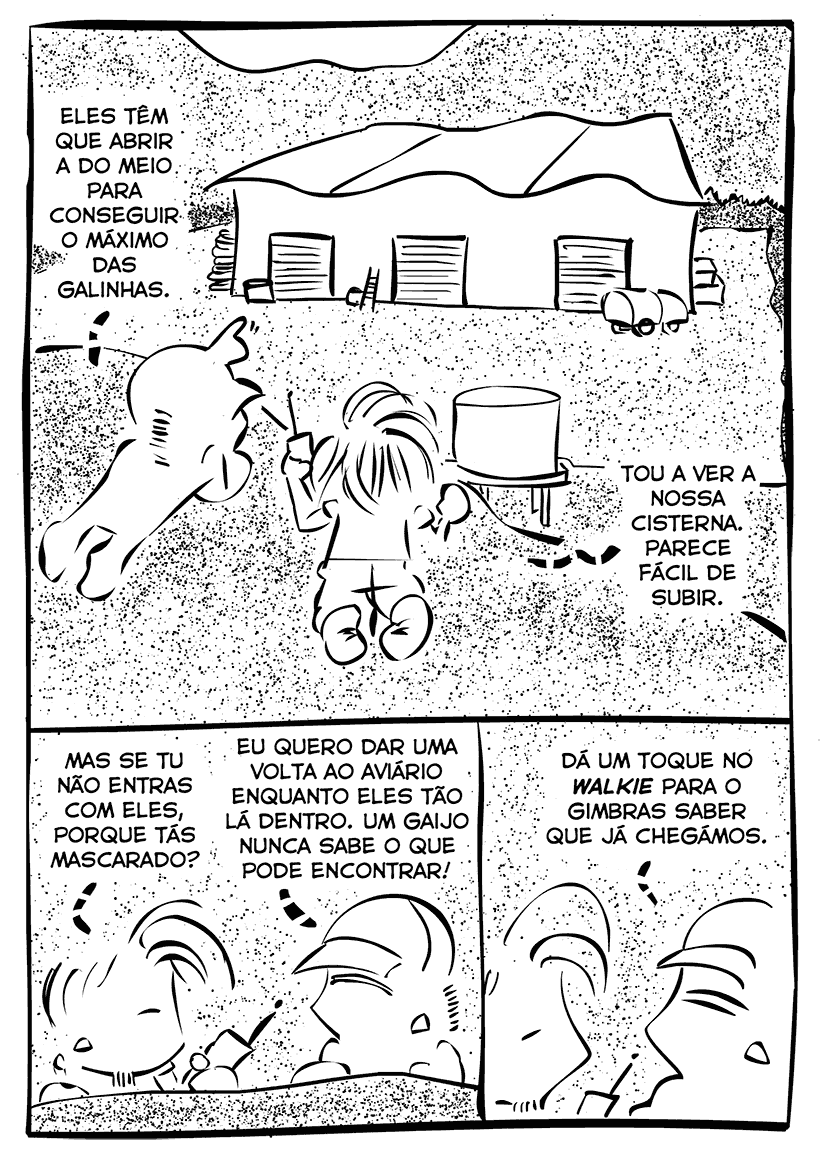 ELES TÊM
QUE ABRIR
A DO MEIO
PARA
CONSEGUIR
O MÁXIMO
DAS
GALINHAS.
TOU A VER A
NOSSA
CISTERNA.
PARECE
FÁCIL DE
SUBIR.
MAS SE TU
NÃO ENTRAS
COM ELES,
PORQUE TÁS
MASCARADO?
EU QUERO DAR UMA
VOLTA AO AVIÁRIO
ENQUANTO ELES TÃO
LÁ DENTRO. UM GAIJO
NUNCA SABE O QUE
PODE ENCONTRAR!
DÁ UM TOQUE NO
WALKIE PARA O
GIMBRAS SABER
QUE JÁ CHEGÁMOS.